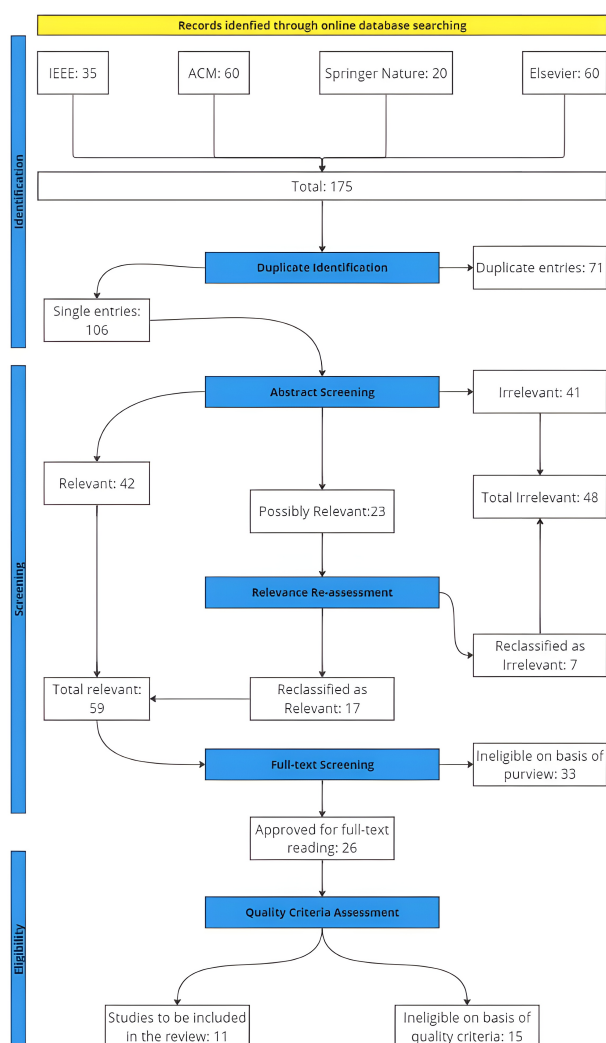 Records idenfied through online database searching
IEEE: 35
ACM: 60
Springer Nature: 20
Elsevier: 60
Identification
Total: 175
Duplicate Identification
Duplicate entries: 71
Single entries:
106
Screening
Abstract Screening
Irrelevant: 41
Relevant: 42
Possibly Relevant:23
Total Irrelevant: 48
Relevance Re-assessment
Reclassified as
Irrelevant: 7
Total relevant:
59
Reclassified as
Relevant: 17
Full-text Screening
Ineligible on basis of
purview: 33
Approved for full-text
reading: 26
Eligibility
Quality Criteria Assessment
Studies to be included
in the review: 11
Ineligible on basis of
quality criteria: 15